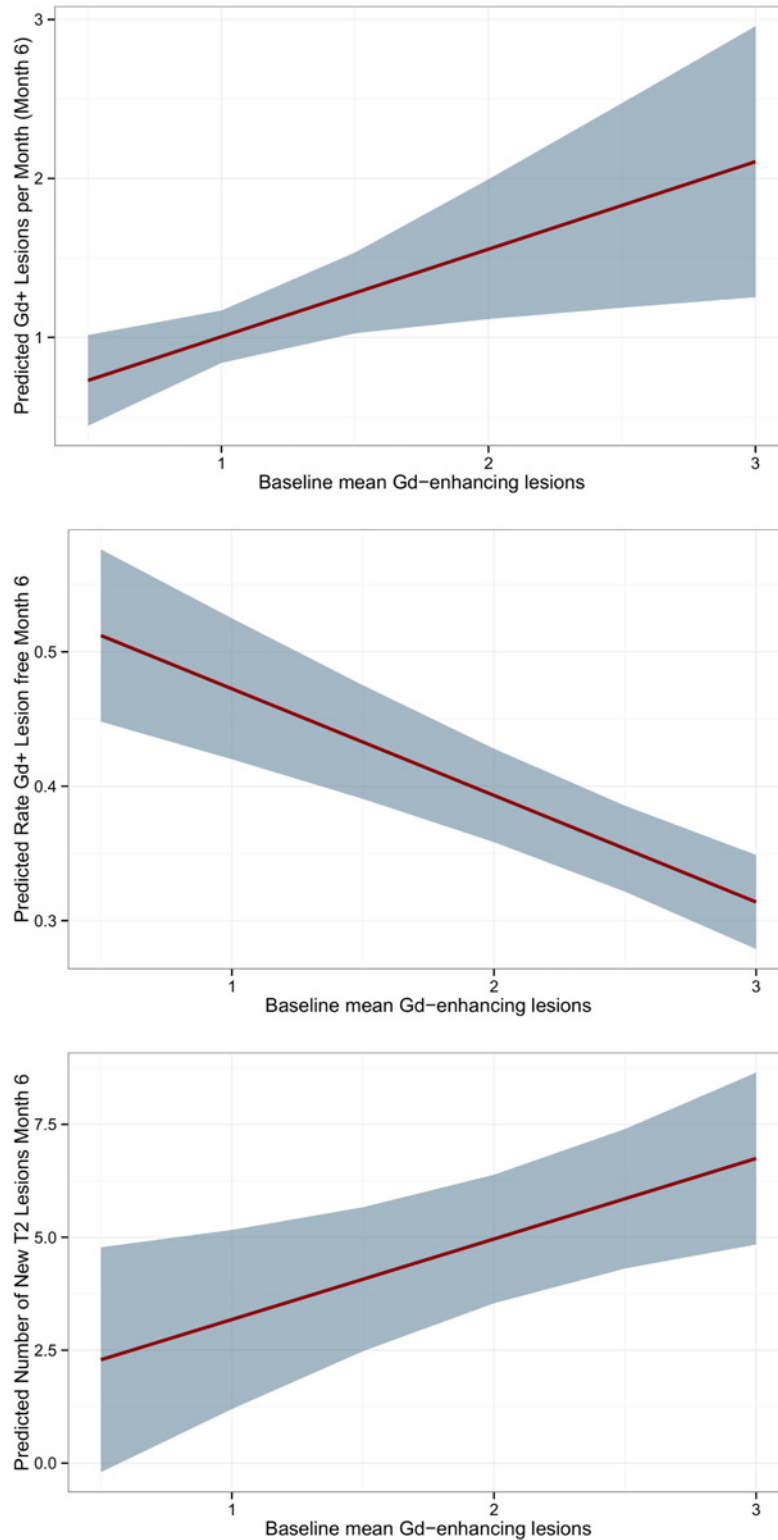 Predicted Gd+ Lesions per Month (Month 6)
3
2
1
1 2 3
Baseline mean Gd−enhancing lesions
Predicted Rate Gd+ Lesion free Month 6
0.5
0.4
0.3
1 2 3
Baseline mean Gd−enhancing lesions
Predicted Number of New T2 Lesions Month 6
7.5
5.0
2.5
0.0
1 2 3
Baseline mean Gd−enhancing lesions